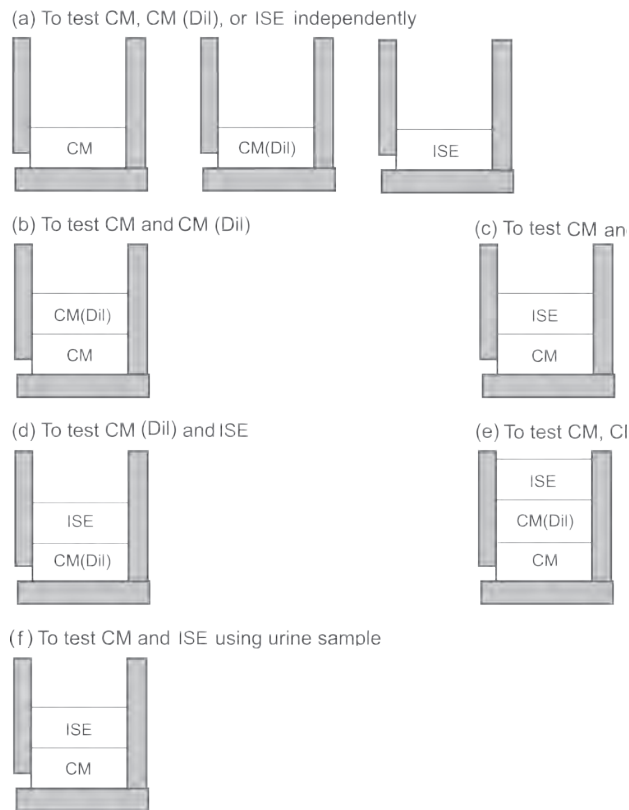 (a) To test CM, CM (Dil), or ISE independently
CM
CM(Dil)
ISE
(b) To test CM and CM (Dil)
CM(Dil)
CM
(c) To test CM an
ISE
CM
(d) To test CM (Dil) and ISE
ISE
CM(Dil)
(e) To test CM, C
ISE
CM(Dil)
CM
(f) To test CM and ISE using urine sample
ISE
CM